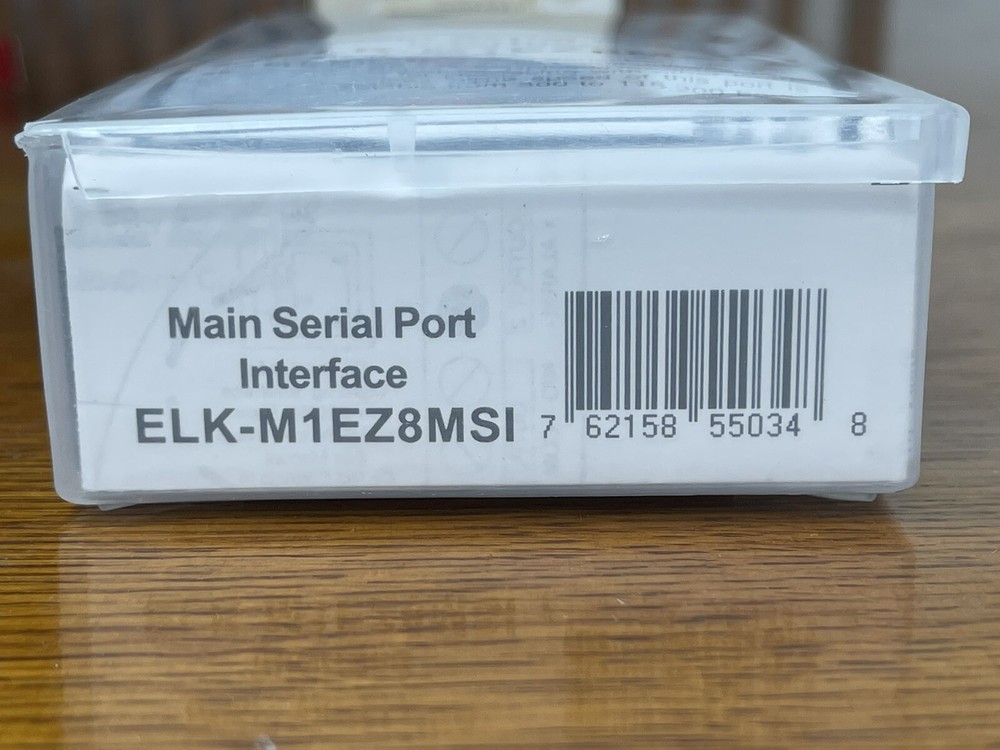 Main Serial Port
Interface
ELK-M1EZ8MSI
7 62158 55034 8